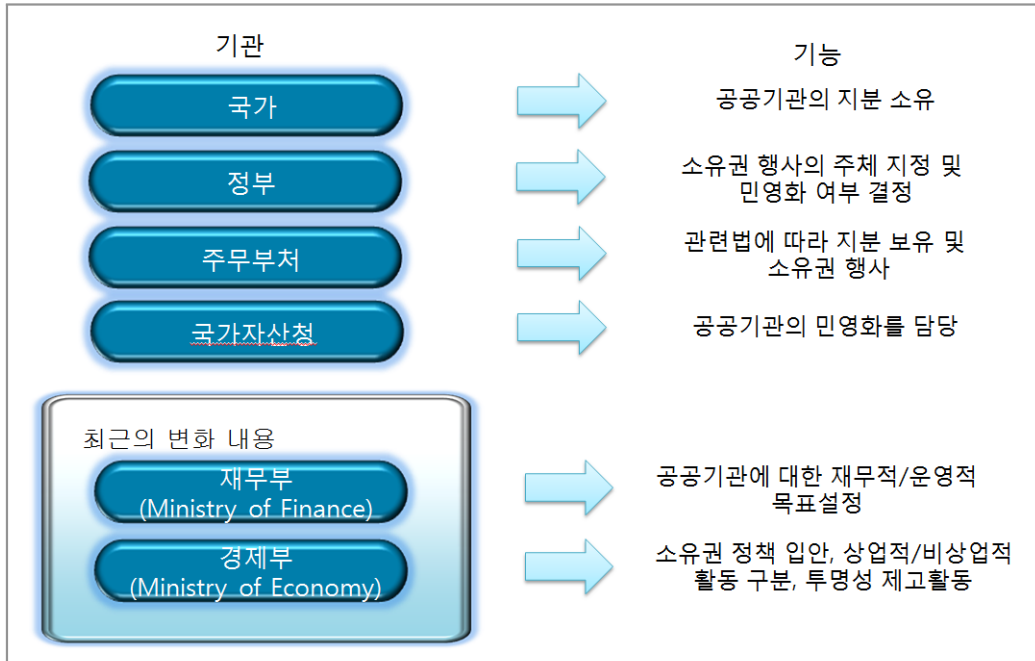 기관
기능
국가
공공기관의 지분 소유
정부
소유권 행사의 주체 지정 및
민영화 여부 결정
주무부처
관련법에 따라 지분 보유 및
소유권 행사
국가자산청
공공기관의 민영화를 담당
최근의 변화 내용
재무부
(Ministry of Finance)
공공기관에 대한 재무적/운영적
목표설정
경제부
(Ministry of Economy)
소유권 정책 입안, 상업적/비상업적
활동 구분, 투명성 제고활동